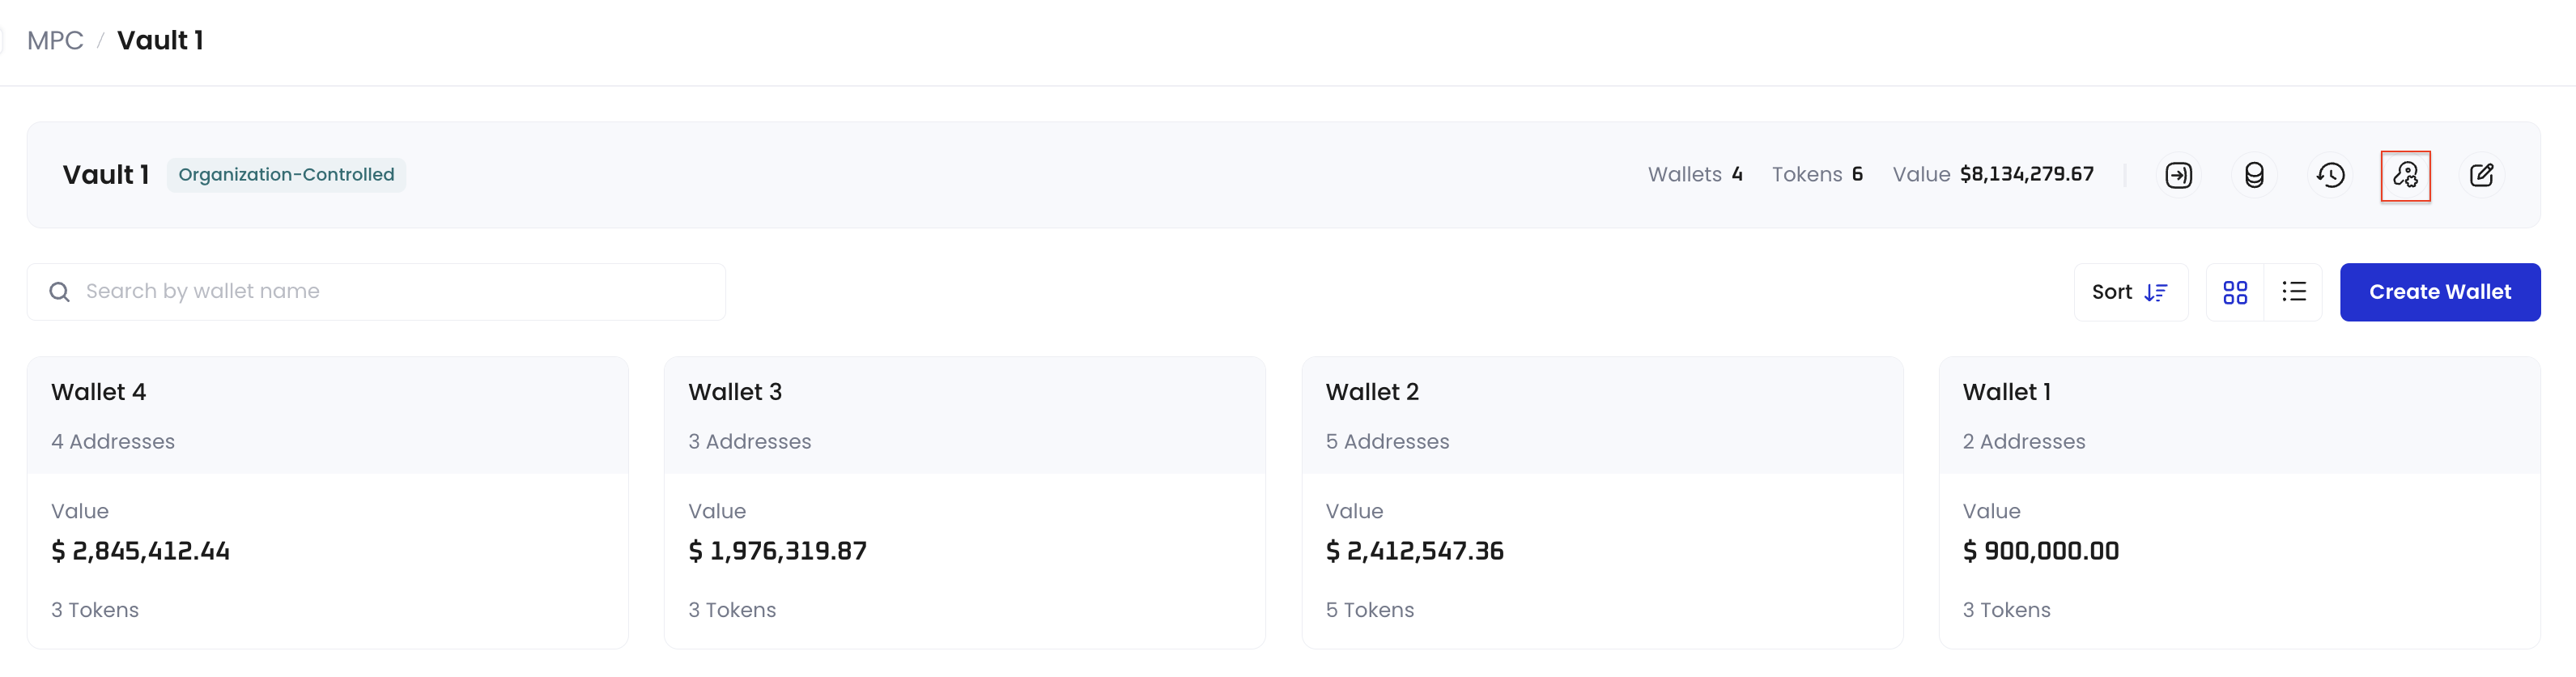 MPC / Vault 1
Vault 1 Organization-Controlled Wallets 4 Tokens 6 Value $8,134,279.67
Search by wallet name Sort Create Wallet
Wallet 4
4 Addresses
Value
$ 2,845,412.44
3 Tokens
Wallet 3
3 Addresses
Value
$ 1,976,319.87
3 Tokens
Wallet 2
5 Addresses
Value
$ 2,412,547.36
5 Tokens
Wallet 1
2 Addresses
Value
$ 900,000.00
3 Tokens